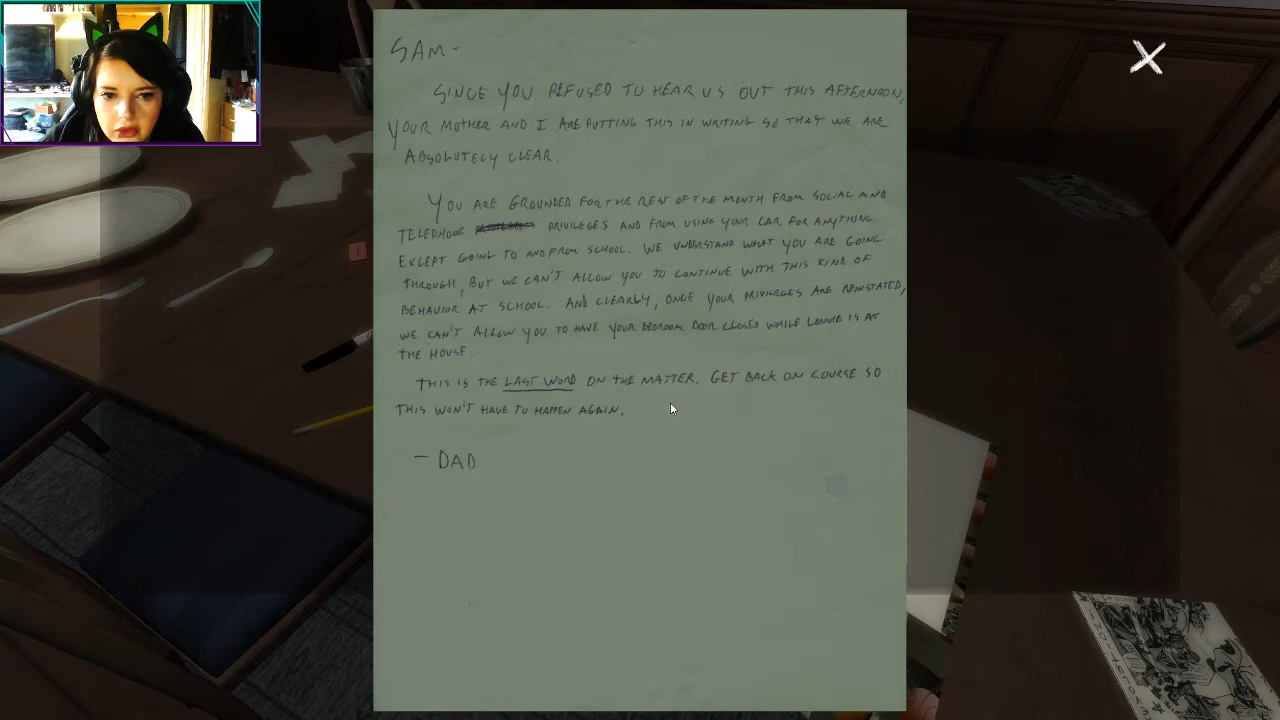 SAM-
SINCE YOU REFUSED TO HEAR US OUT THIS AFTERNOON,
YOUR MOTHER AND I ARE PUTTING THIS IN WRITING SO THAT WE ARE
ABSOLUTELY CLEAR.
YOU ARE GROUNDED FOR THE REST OF THE MONTH FROM SOCIAL AND
TELEPHONE PRIVILEGES AND FROM USING YOUR CAR FOR ANYTHING
EXCEPT GOING TO AND FROM SCHOOL. WE UNDERSTAND WHAT YOU ARE GOING
THROUGH, BUT WE CAN'T ALLOW YOU TO CONTINUE WITH THIS KIND OF
BEHAVIOR AT SCHOOL. AND CLEARLY, ONCE YOUR PRIVILEGES ARE REINSTATED,
WE CAN'T ALLOW YOU TO HAVE YOUR BEDROOM DOOR CLOSED WHILE LONNIE IS AT
THE HOUSE.
THIS IS THE LAST WORD ON THE MATTER. GET BACK ON COURSE SO
THIS WON'T HAVE TO HAPPEN AGAIN.
- DAD